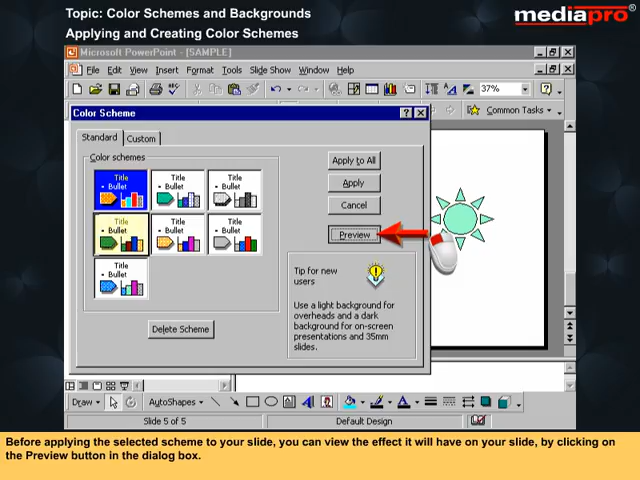 Topic: Color Schemes and Backgrounds
mediapro®
Applying and Creating Color Schemes
Microsoft PowerPoint - [SAMPLE]
File Edit View Insert Format Tools Slide Show Window Help
37%
Color Scheme
Common Tasks
Standard Custom
Color schemes
Title
• Bullet
Title
• Bullet
Title
• Bullet
Title
• Bullet
Title
• Bullet
Title
• Bullet
Title
• Bullet
Apply to All
Apply
Cancel
Preview
Tip for new
users
Use a light background for
overheads and a dark
background for on-screen
presentations and 35mm
slides.
Delete Scheme
Draw AutoShapes
Slide 5 of 5 Default Design
Before applying the selected scheme to your slide, you can view the effect it will have on your slide, by clicking on
the Preview button in the dialog box.